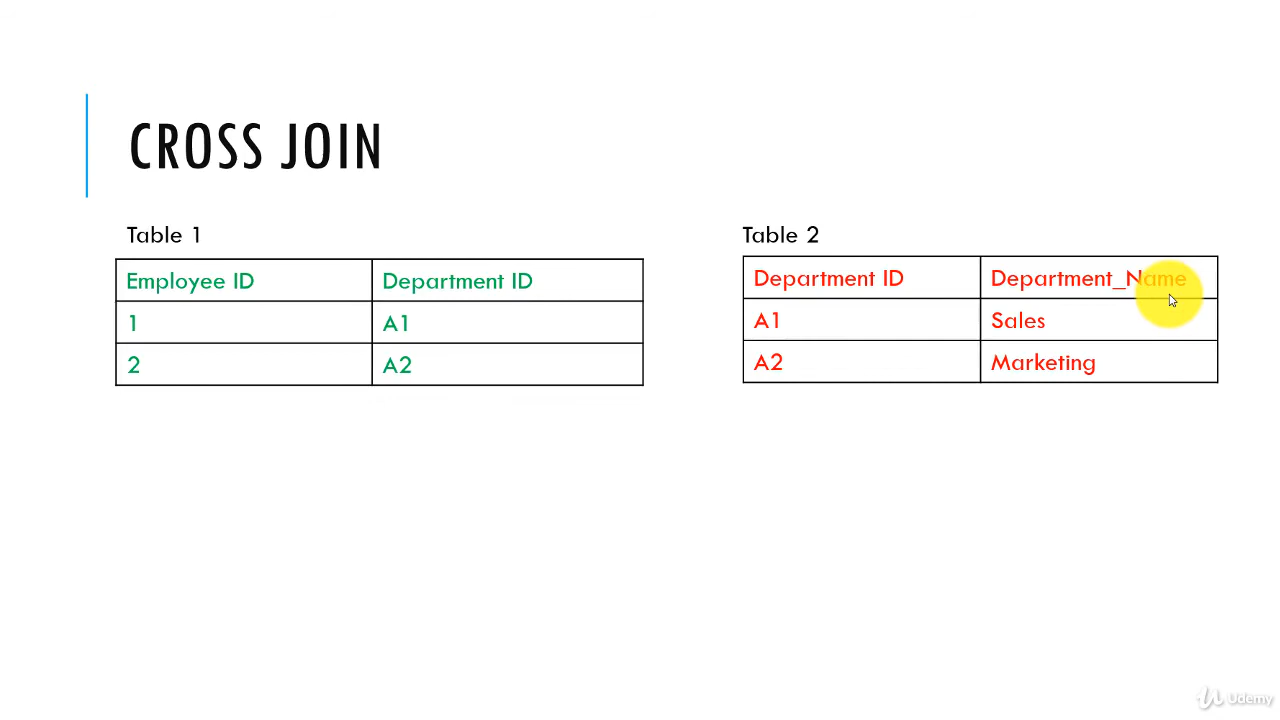 CROSS JOIN
Table 1
Employee ID Department ID
1 A1
2 A2
Table 2
Department ID Department_Name
A1 Sales
A2 Marketing
Udemy